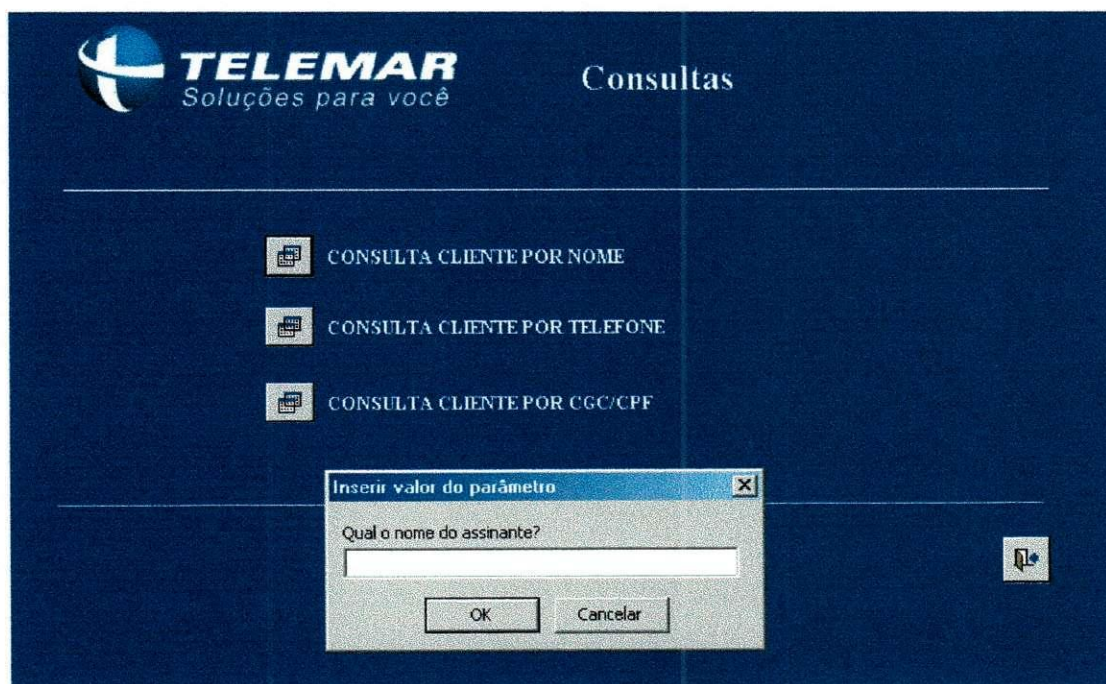 TELEMAR
Soluções para você
Consultas
CONSULTA CLIENTE POR NOME
CONSULTA CLIENTE POR TELEFONE
CONSULTA CLIENTE POR CGC/CPF
Inserir valor do parâmetro
Qual o nome do assinante?
OK
Cancelar